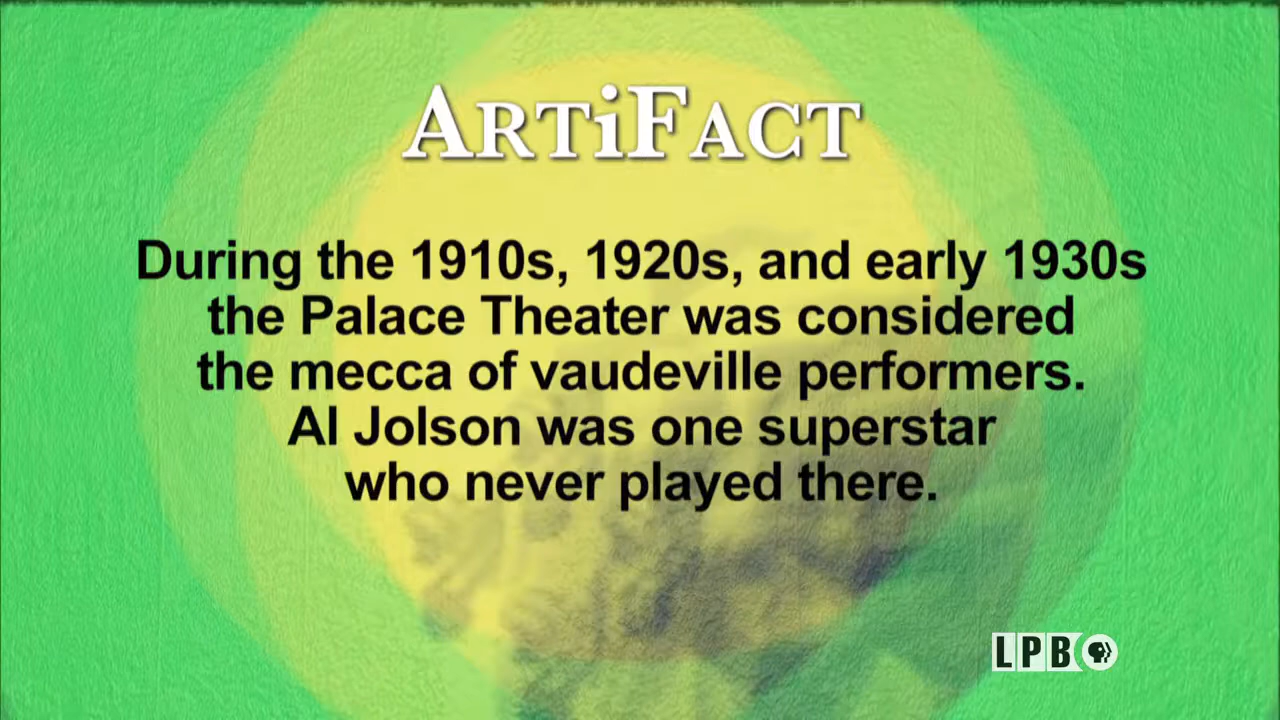 ARTiFACT
During the 1910s, 1920s, and early 1930s
the Palace Theater was considered
the mecca of vaudeville performers.
Al Jolson was one superstar
who never played there.
LPB